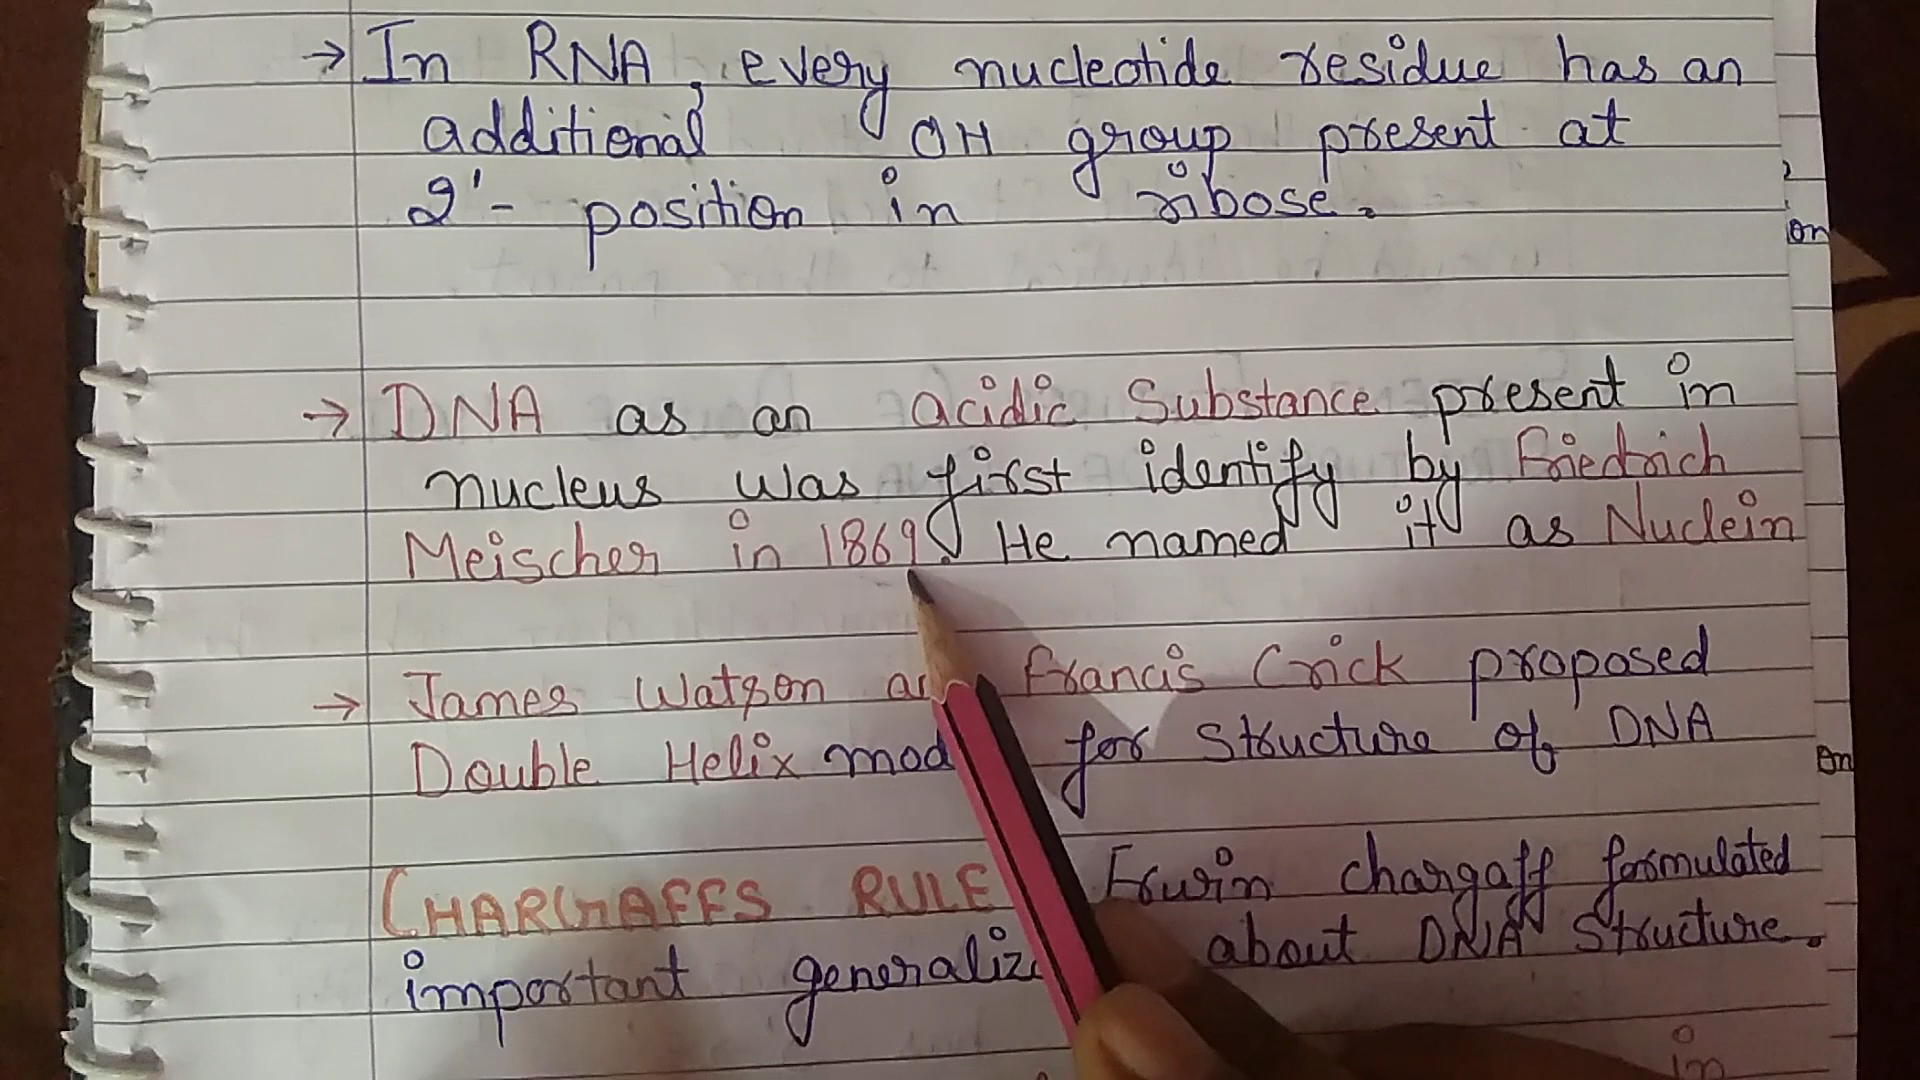 → In RNA, every nucleotide residue has an
additional OH group present at
2'- position in ribose.
→ DNA as an acidic Substance present in
nucleus was first identify by Friedrich
Meischer in 1869. He named it as Nuclein
→ James Watson Francis Crick proposed
Double Helix for Structure of DNA
CHARGAFFS RULE Erwin chargaff formulated
important about DNA Structure.
in
on
on